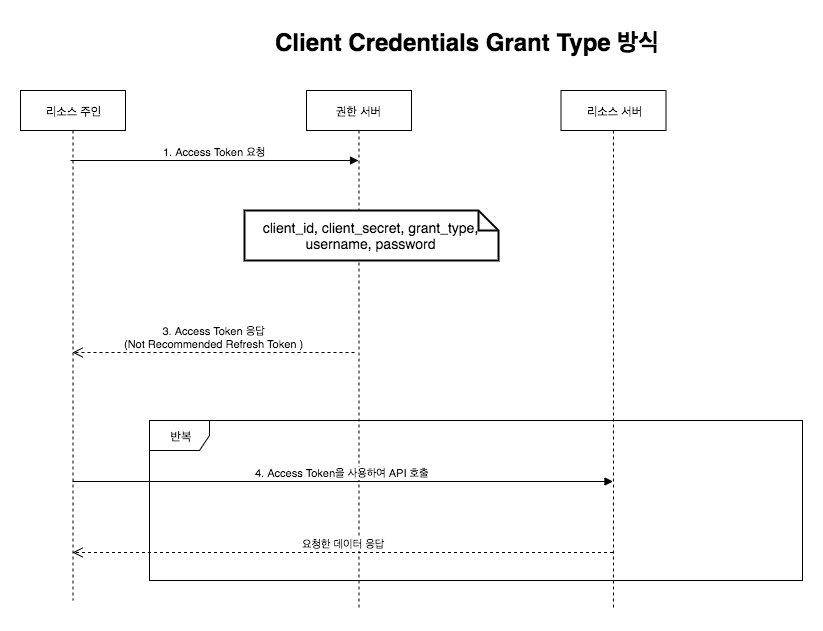 Client Credentials Grant Type 방식
리소스 주인
권한 서버
리소스 서버
1. Access Token 요청
client_id, client_secret, grant_type,
username, password
3. Access Token 응답
(Not Recommended Refresh Token )
반복
4. Access Token을 사용하여 API 호출
요청한 데이터 응답